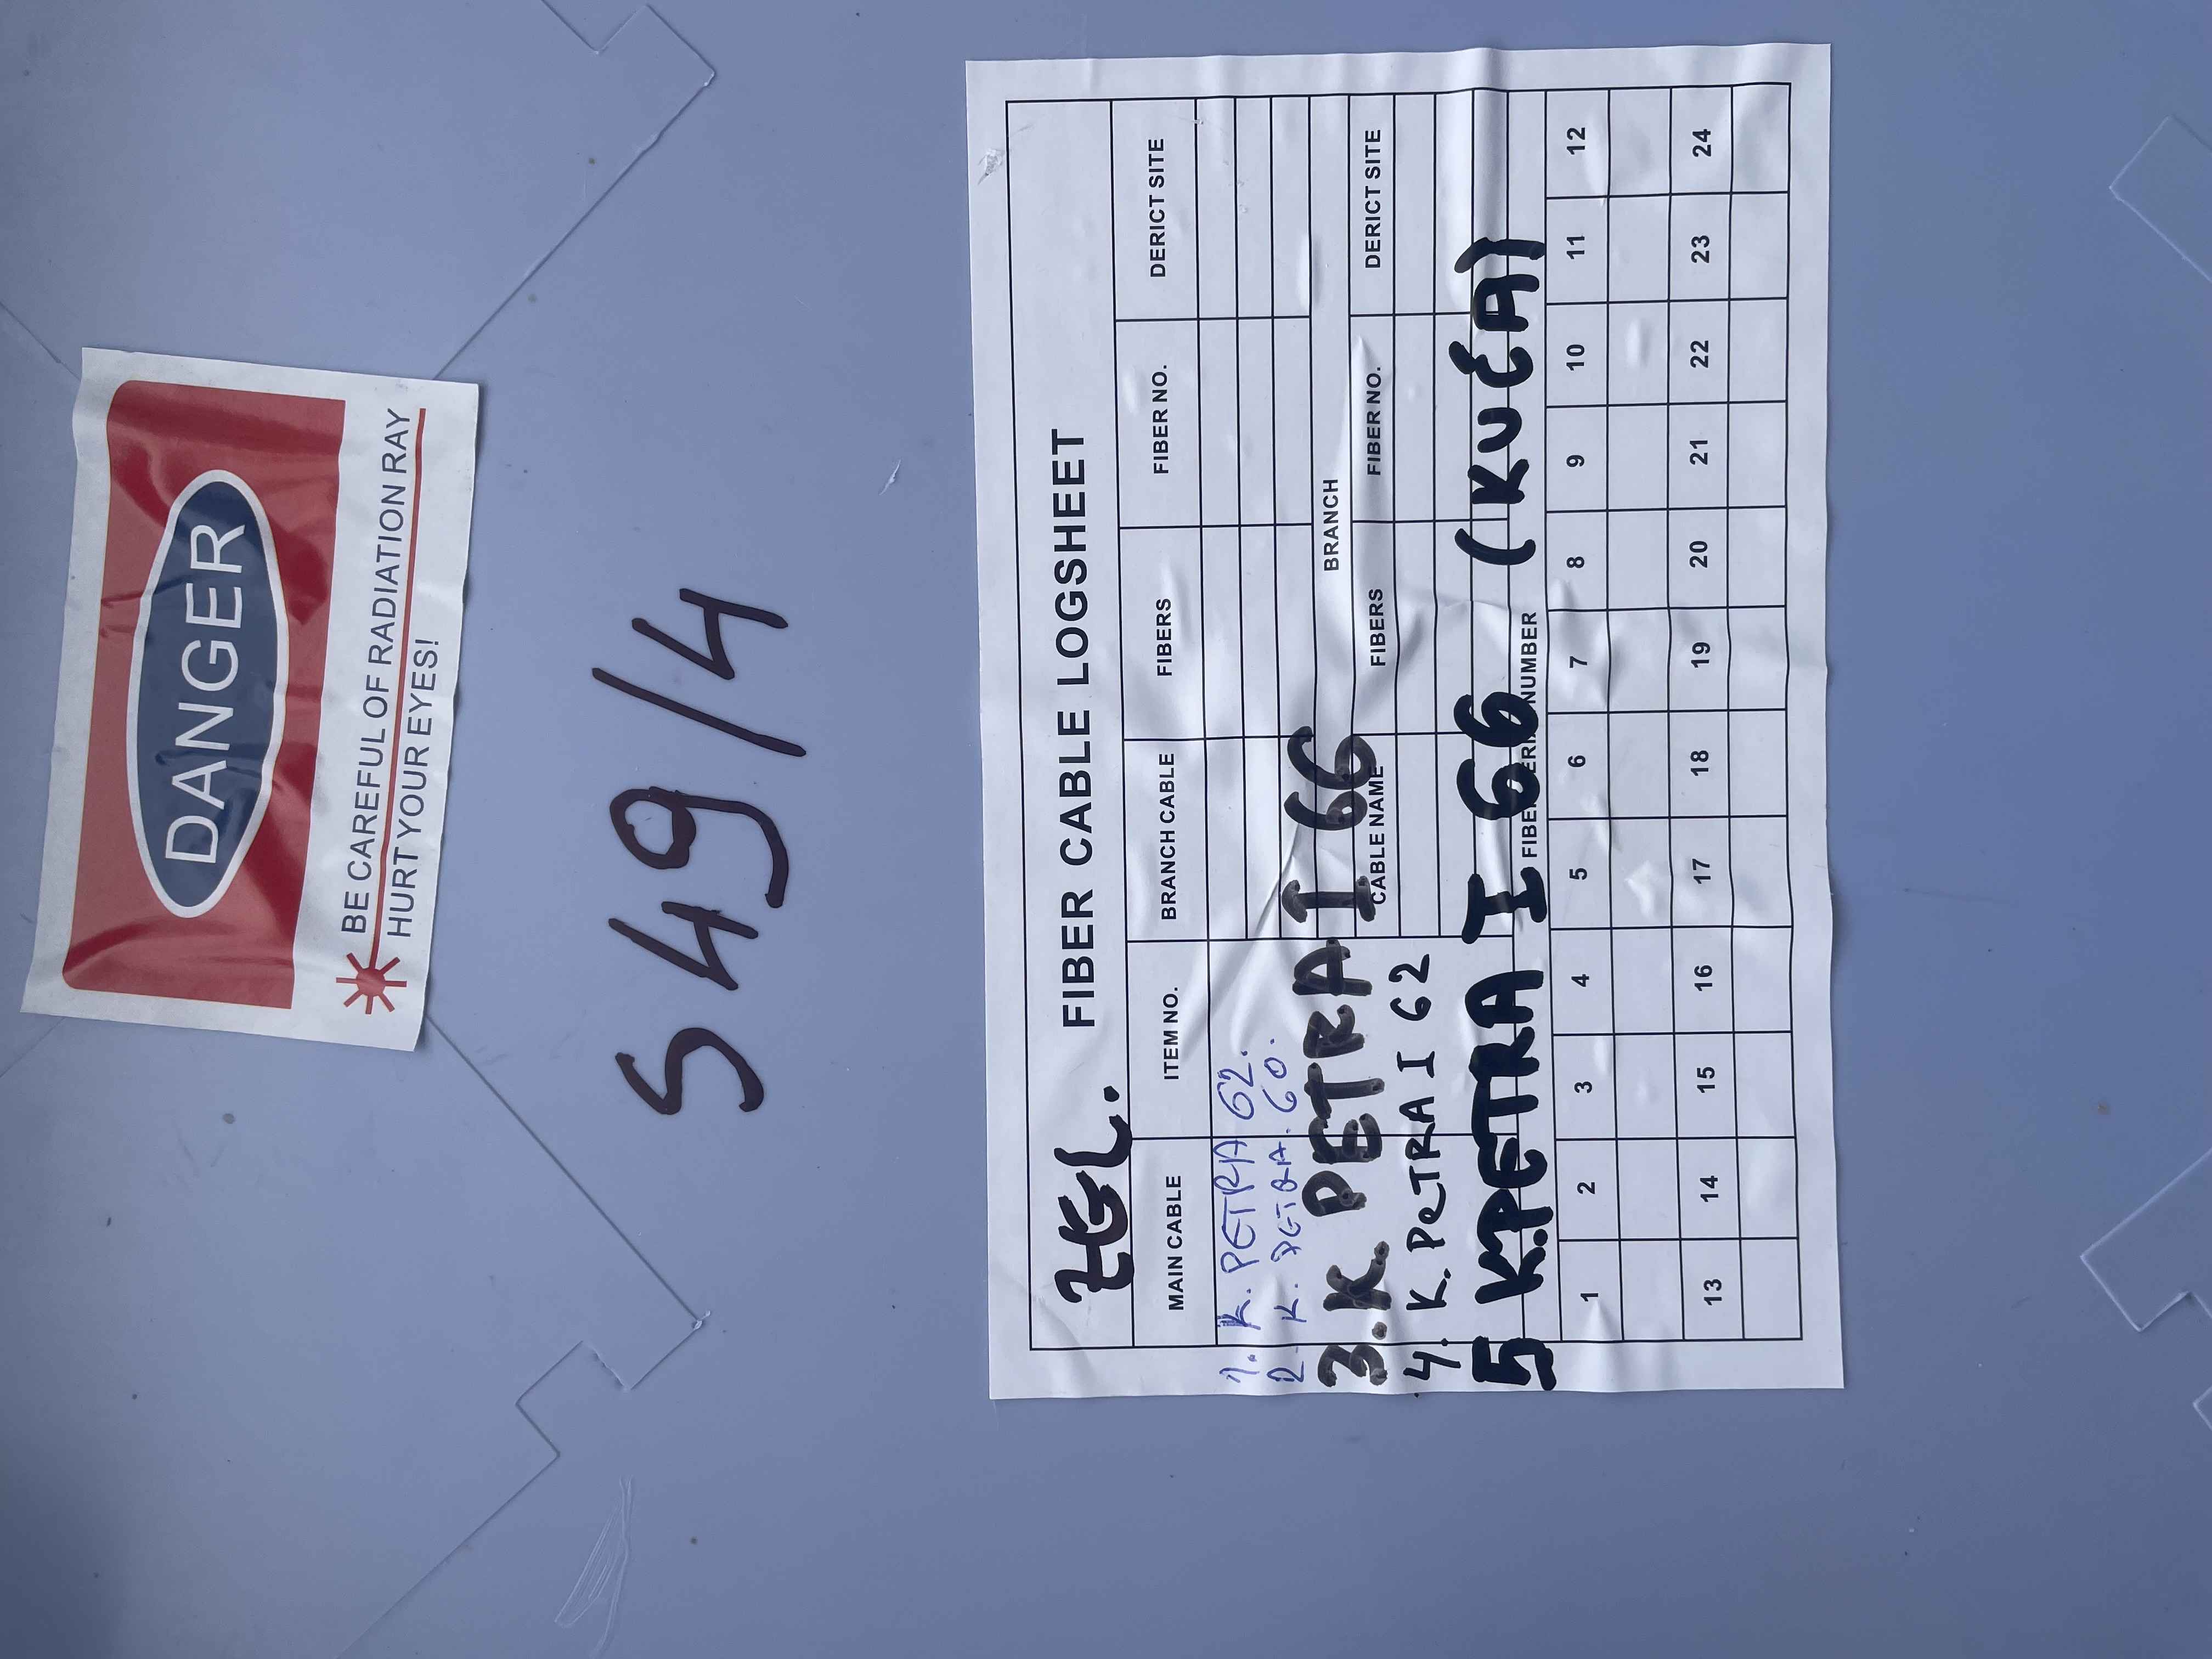 DANGER
BE CAREFUL OF RADIATION RAY
HURT YOUR EYES!
S49/4
FIBER CABLE LOGSHEET
MAIN CABLE ITEM NO. BRANCH CABLE FIBERS FIBER NO. DERICT SITE
1. K. PETRA 62.
2- K. PETRA. 60.
BRANCH
3. K. PETRA I 66
CABLE NAME FIBERS FIBER NO. DERICT SITE
4. K. PETRA I 62
5 K. PETRA I 66 (KUĆA)
NUMBER
1 2 3 4 5 6 7 8 9 10 11 12
13 14 15 16 17 18 19 20 21 22 23 24